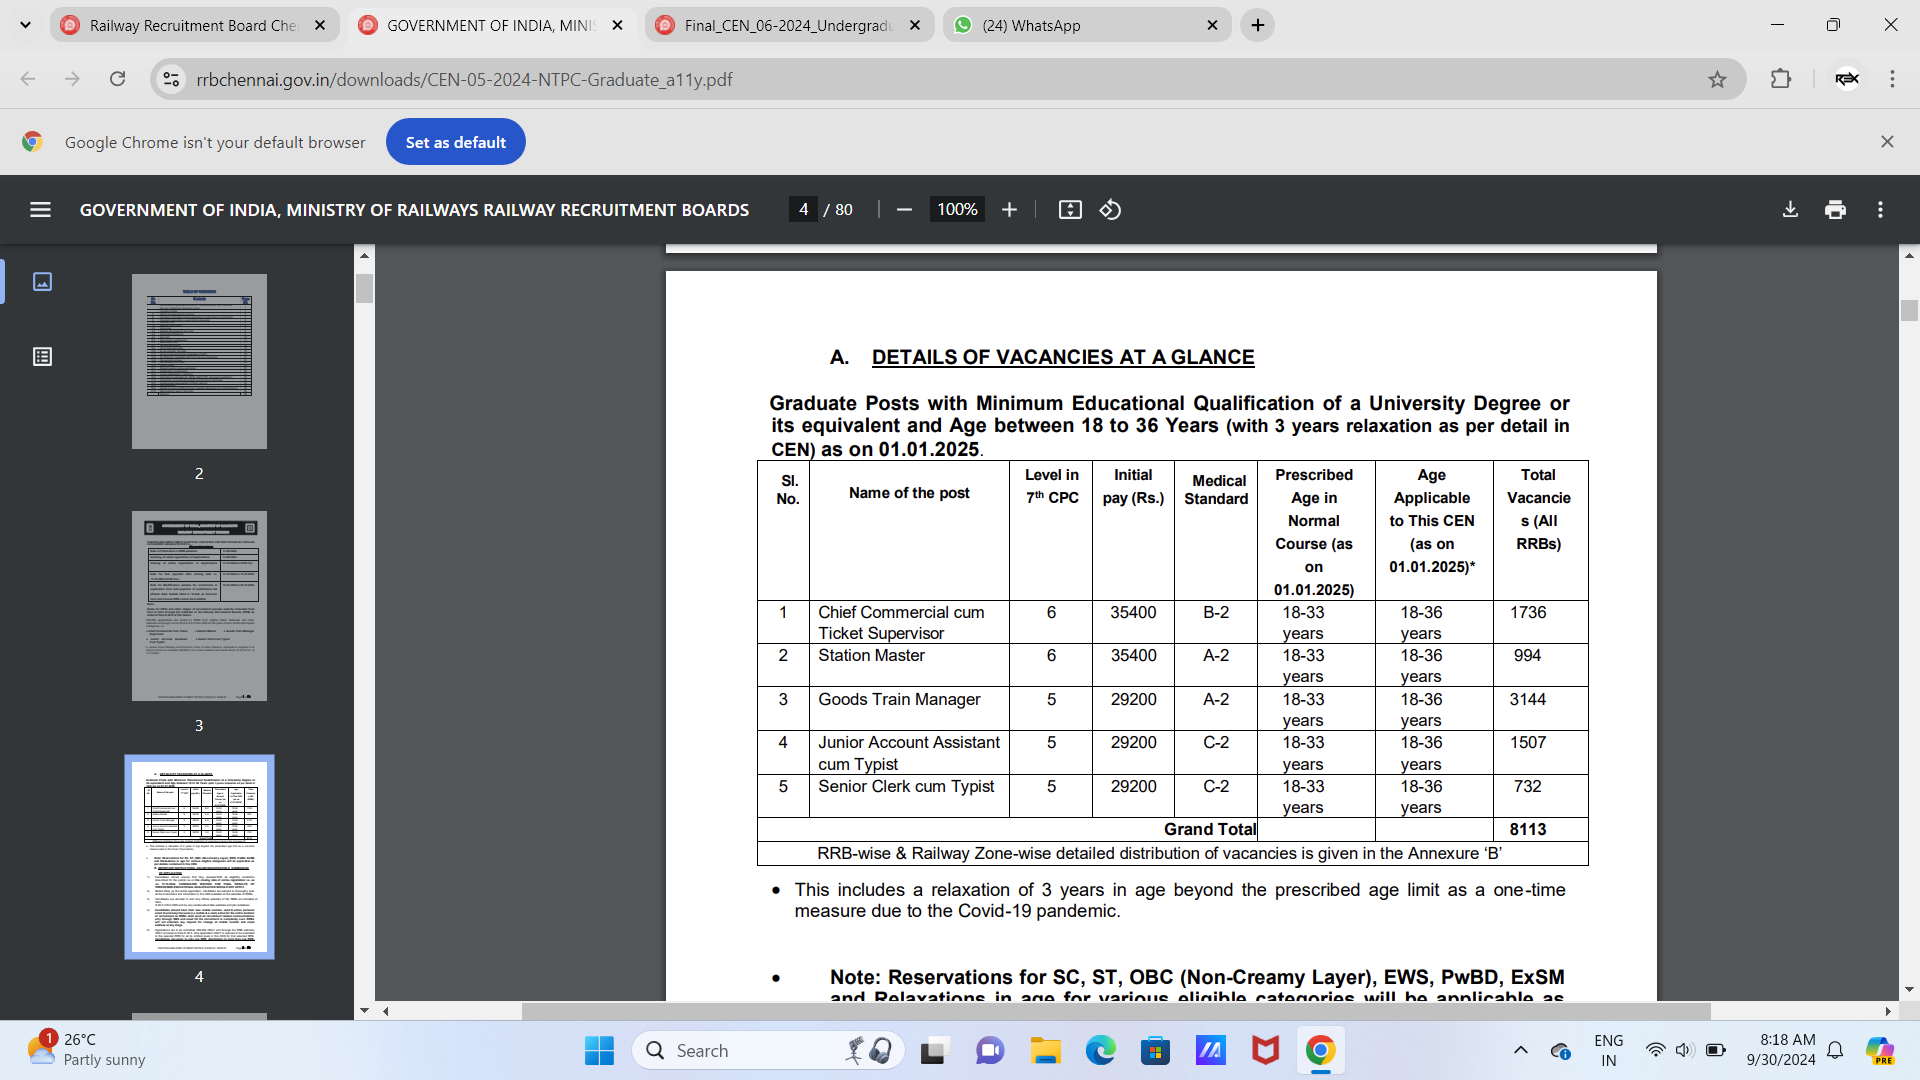 Railway Recruitment Board Che
GOVERNMENT OF INDIA, MINIS
Final_CEN_06-2024_Undergradu
(24) WhatsApp
rrbchennai.gov.in/downloads/CEN-05-2024-NTPC-Graduate_a11y.pdf
REX
Google Chrome isn't your default browser
Set as default
GOVERNMENT OF INDIA, MINISTRY OF RAILWAYS RAILWAY RECRUITMENT BOARDS
4 / 80
100%
2
3
4
A. DETAILS OF VACANCIES AT A GLANCE
Graduate Posts with Minimum Educational Qualification of a University Degree or
its equivalent and Age between 18 to 36 Years (with 3 years relaxation as per detail in
CEN) as on 01.01.2025.
Sl. No. Name of the post Level in 7th CPC Initial pay (Rs.) Medical Standard Prescribed Age in Normal Course (as on 01.01.2025) Age Applicable to This CEN (as on 01.01.2025)* Total Vacancie s (All RRBs)
1 Chief Commercial cum Ticket Supervisor 6 35400 B-2 18-33 years 18-36 years 1736
2 Station Master 6 35400 A-2 18-33 years 18-36 years 994
3 Goods Train Manager 5 29200 A-2 18-33 years 18-36 years 3144
4 Junior Account Assistant cum Typist 5 29200 C-2 18-33 years 18-36 years 1507
5 Senior Clerk cum Typist 5 29200 C-2 18-33 years 18-36 years 732
Grand Total 8113
RRB-wise & Railway Zone-wise detailed distribution of vacancies is given in the Annexure ‘B’
• This includes a relaxation of 3 years in age beyond the prescribed age limit as a one-time
measure due to the Covid-19 pandemic.
• Note: Reservations for SC, ST, OBC (Non-Creamy Layer), EWS, PwBD, ExSM
and Relaxations in age for various eligible categories will be applicable as
1
26°C
Partly sunny
Search
ENG
IN
8:18 AM
9/30/2024
PRE